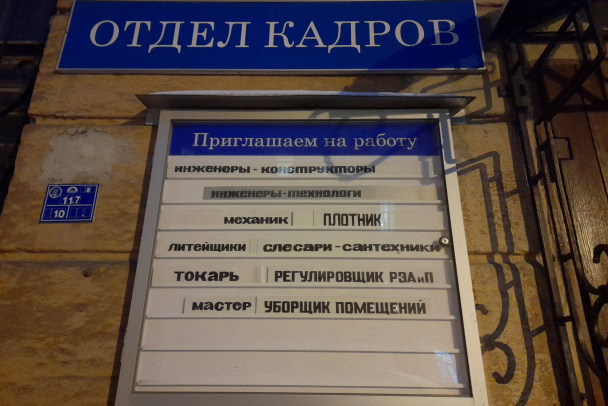 ОТДЕЛ КАДРОВ
Приглашаем на работу
инженеры-конструкторы
инженеры-технологи
механик ПЛОТНИК
литейщики слесари-сантехники
токарь РЕГУЛИРОВЩИК РЭАиП
мастер УБОРЩИК ПОМЕЩЕНИЙ
117
10